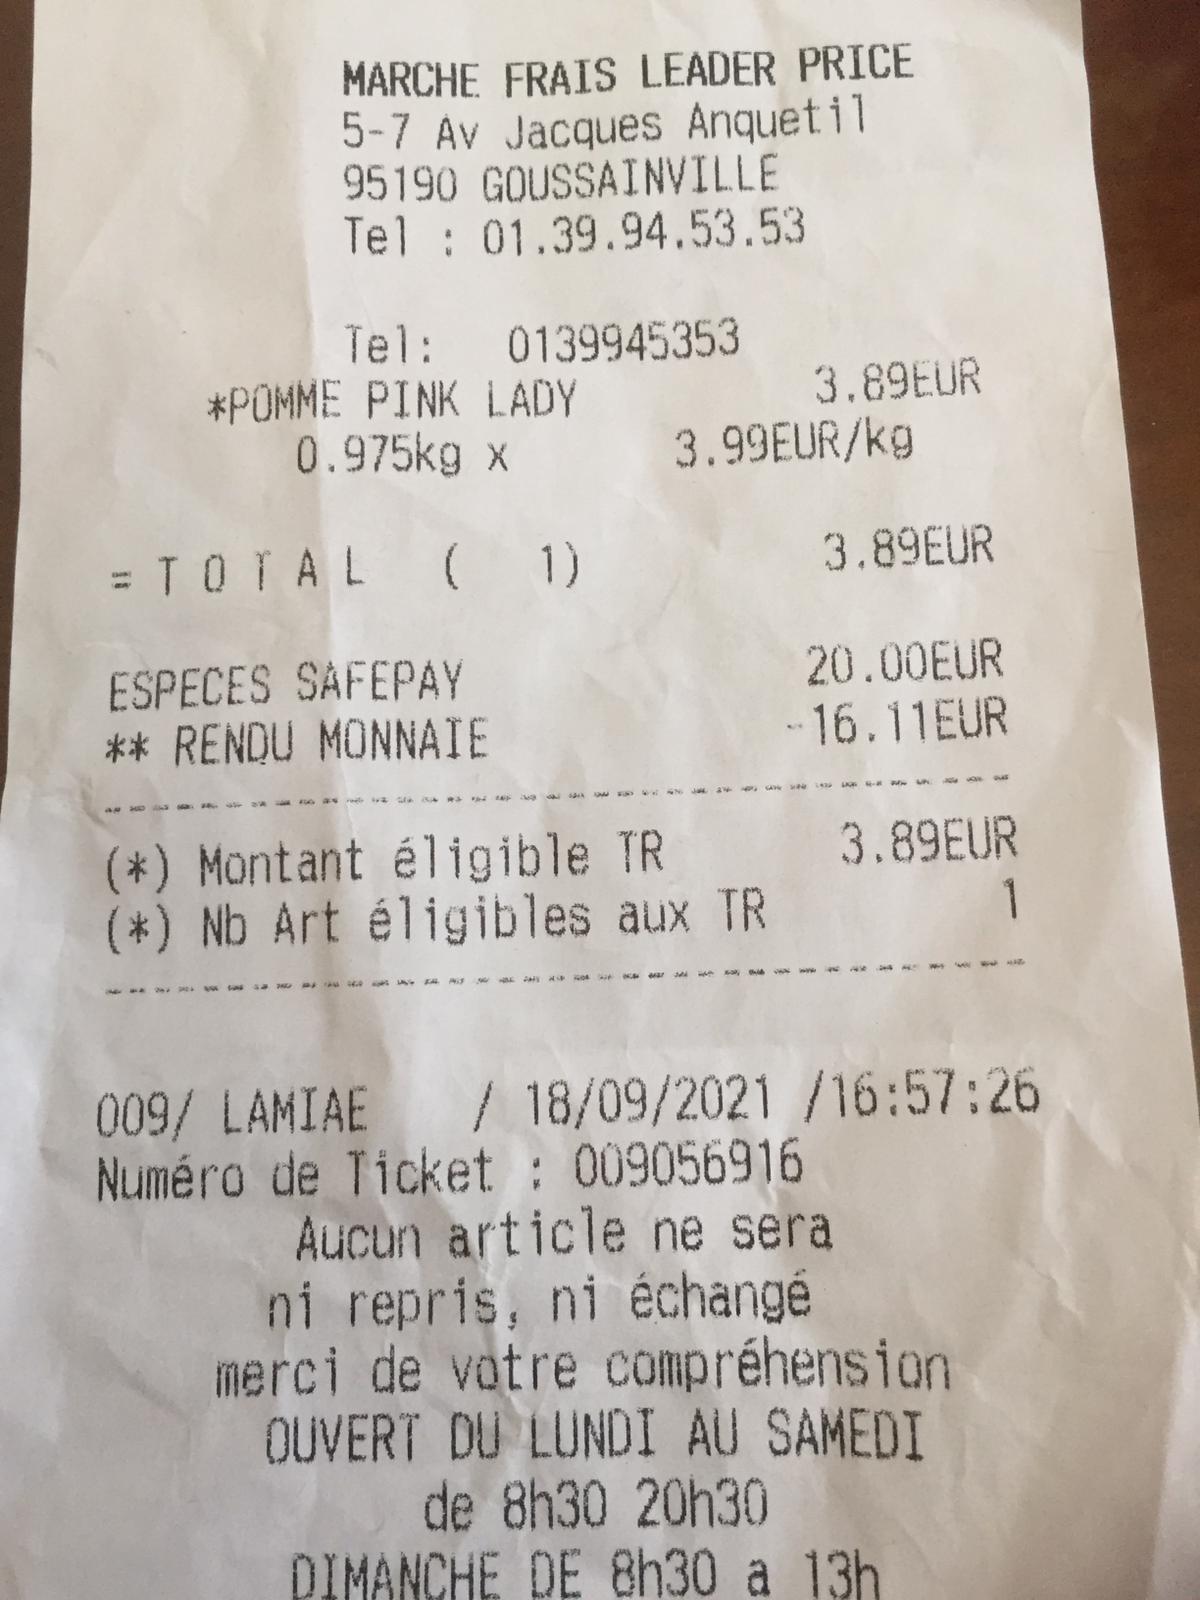 MARCHE FRAIS LEADER PRICE
5-7 Av Jacques Anquetil
95190 GOUSSAINVILLE
Tel : 01.39.94.53.53
Tel: 0139945353
*POMME PINK LADY 3.89EUR
0.975kg x 3.99EUR/kg
=T O T A L ( 1) 3.89EUR
ESPECES SAFEPAY 20.00EUR
** RENDU MONNAIE -16.11EUR
(*) Montant éligible TR 3.89EUR
(*) Nb Art éligibles aux TR 1
009/ LAMIAE / 18/09/2021 /16:57:26
Numéro de Ticket : 009056916
Aucun article ne sera
ni repris, ni échangé
merci de votre compréhension
OUVERT DU LUNDI AU SAMEDI
de 8h30 20h30
DIMANCHE DE 8h30 a 13h